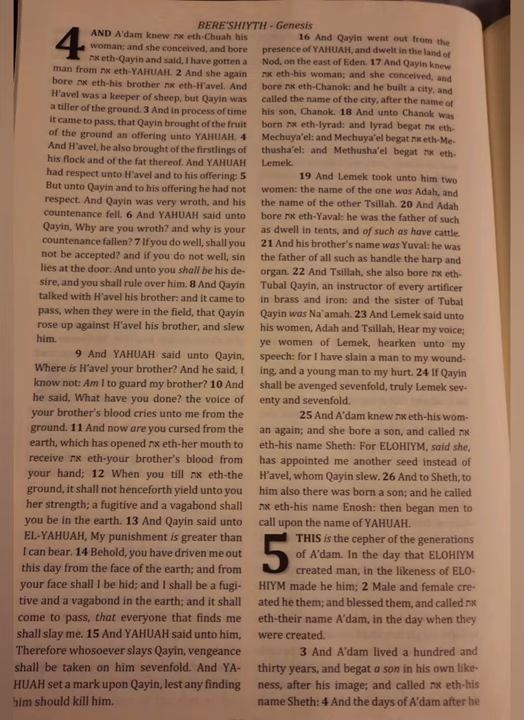 BERE'SHIYTH - Genesis
4 AND A'dam knew את eth-Chuah his
woman; and she conceived, and bore
את eth-Qayin and said, I have gotten a
man from את eth-YAHUAH. 2 And she again
bore את eth-his brother את eth-H'avel. And
H'avel was a keeper of sheep, but Qayin was
a tiller of the ground. 3 And in process of time
it came to pass, that Qayin brought of the fruit
of the ground an offering unto YAHUAH. 4
And H'avel, he also brought of the firstlings of
his flock and of the fat thereof. And YAHUAH
had respect unto H'avel and to his offering: 5
But unto Qayin and to his offering he had not
respect. And Qayin was very wroth, and his
countenance fell. 6 And YAHUAH said unto
Qayin, Why are you wroth? and why is your
countenance fallen? 7 If you do well, shall you
not be accepted? and if you do not well, sin
lies at the door. And unto you shall be his de-
sire, and you shall rule over him. 8 And Qayin
talked with H'avel his brother: and it came to
pass, when they were in the field, that Qayin
rose up against H'avel his brother, and slew
him.
9 And YAHUAH said unto Qayin,
Where is H'avel your brother? And he said, I
know not: Am I to guard my brother? 10 And
he said, What have you done? the voice of
your brother's blood cries unto me from the
ground. 11 And now are you cursed from the
earth, which has opened את eth-her mouth to
receive את eth-your brother's blood from
your hand; 12 When you till את eth-the
ground, it shall not henceforth yield unto you
her strength; a fugitive and a vagabond shall
you be in the earth. 13 And Qayin said unto
EL-YAHUAH, My punishment is greater than
I can bear. 14 Behold, you have driven me out
this day from the face of the earth; and from
your face shall I be hid; and I shall be a fugi-
tive and a vagabond in the earth; and it shall
come to pass, that everyone that finds me
shall slay me. 15 And YAHUAH said unto him,
Therefore whosoever slays Qayin, vengeance
shall be taken on him sevenfold. And YA-
HUAH set a mark upon Qayin, lest any finding
him should kill him.
16 And Qayin went out from the
presence of YAHUAH, and dwelt in the land of
Nod, on the east of Eden. 17 And Qayin knew
את eth-his woman; and she conceived, and
bore את eth-Chanok: and he built a city, and
called the name of the city, after the name of
his son, Chanok. 18 And unto Chanok was
born את eth-Iyrad: and Iyrad begat את eth-
Mechuya'el: and Mechuya'el begat את eth-Me-
thusha'el: and Methusha'el begat את eth-
Lemek.
19 And Lemek took unto him two
women: the name of the one was Adah, and
the name of the other Tsillah. 20 And Adah
bore את eth-Yaval: he was the father of such
as dwell in tents, and of such as have cattle.
21 And his brother's name was Yuval: he was
the father of all such as handle the harp and
organ. 22 And Tsillah, she also bore את eth-
Tubal Qayin, an instructor of every artificer
in brass and iron: and the sister of Tubal
Qayin was Na`amah. 23 And Lemek said unto
his women, Adah and Tsillah, Hear my voice;
ye women of Lemek, hearken unto my
speech: for I have slain a man to my wound-
ing, and a young man to my hurt. 24 If Qayin
shall be avenged sevenfold, truly Lemek sev-
enty and sevenfold.
25 And A'dam knew את eth-his wom-
an again; and she bore a son, and called את
eth-his name Sheth: For ELOHIYM, said she,
has appointed me another seed instead of
H'avel, whom Qayin slew. 26 And to Sheth, to
him also there was born a son; and he called
את eth-his name Enosh: then began men to
call upon the name of YAHUAH.
5 THIS is the cepher of the generations
of A'dam. In the day that ELOHIYM
created man, in the likeness of ELO-
HIYM made he him; 2 Male and female cre-
ated he them; and blessed them, and called את
eth-their name A'dam, in the day when they
were created.
3 And A'dam lived a hundred and
thirty years, and begat a son in his own like-
ness, after his image; and called את eth-his
name Sheth: 4 And the days of A'dam after he